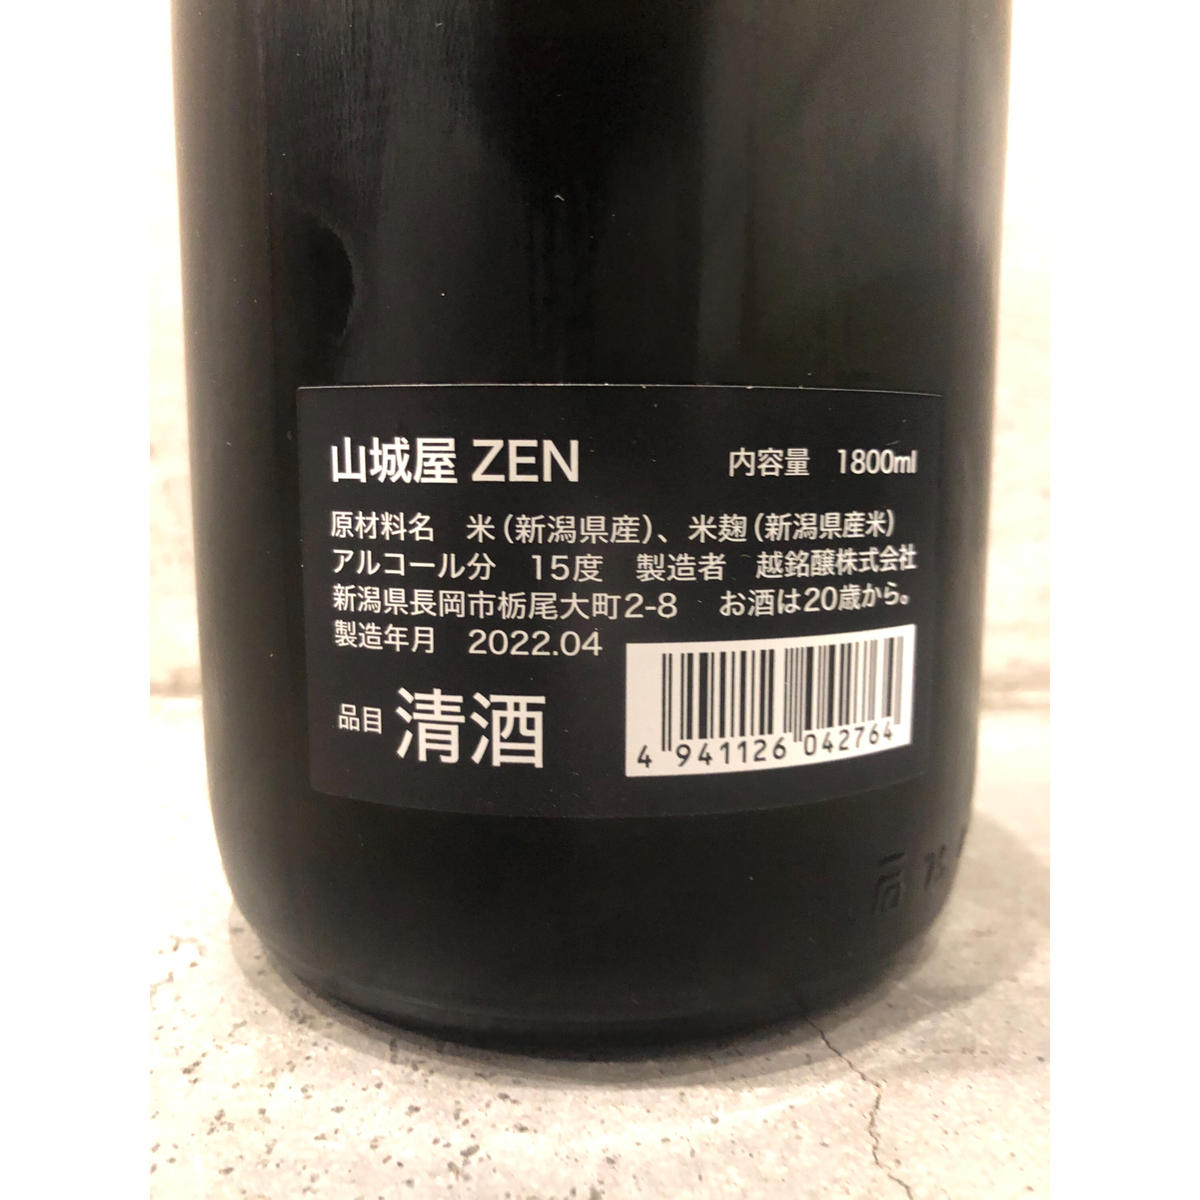 山城屋 ZEN 内容量 1800ml
原材料名 米(新潟県産)、米麹(新潟県産米)
アルコール分 15度 製造者 越銘醸株式会社
新潟県長岡市栃尾大町2-8 お酒は20歳から。
製造年月 2022.04
品目 清酒
4 941126 042764